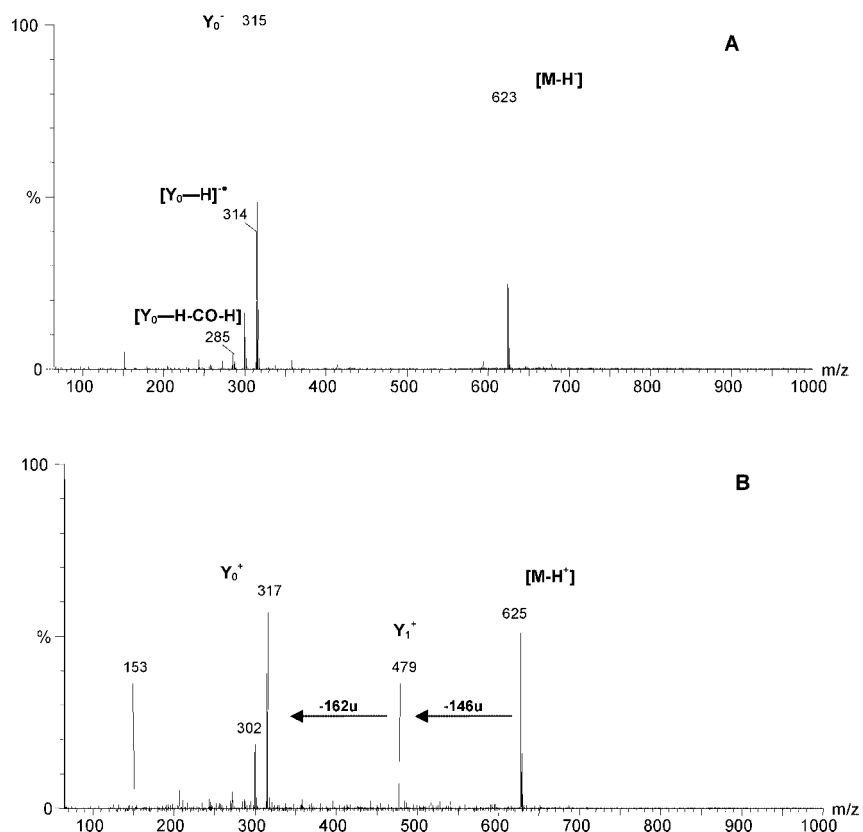 100
Y0- 315
A
[M-H-]
623
[Y0—H]-•
%
314
[Y0—H-CO-H]
285
0
100 200 300 400 500 600 700 800 900 1000 m/z
100
B
Y0+
[M-H+]
317
625
Y1+
%
153
479
-162u
-146u
302
0
100 200 300 400 500 600 700 800 900 1000 m/z